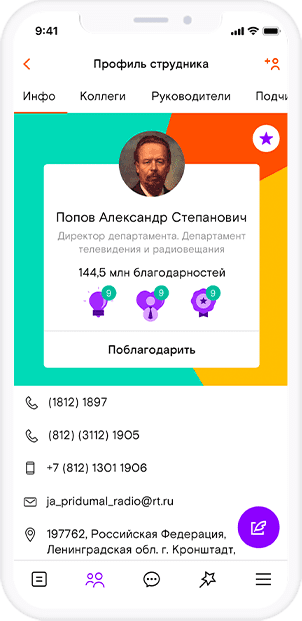 9:41
Профиль струдника
Инфо Коллеги Руководители Подчи
Попов Александр Степанович
Директор департамента. Департамент
телевидения и радиовещания
144,5 млн благодарностей
9 9 9
Поблагодарить
(1812) 1897
(812) (3112) 1905
+7 (812) 1301 1906
ja_pridumal_radio@rt.ru
197762, Российская Федерация,
Ленинградская обл. г. Кронштадт,